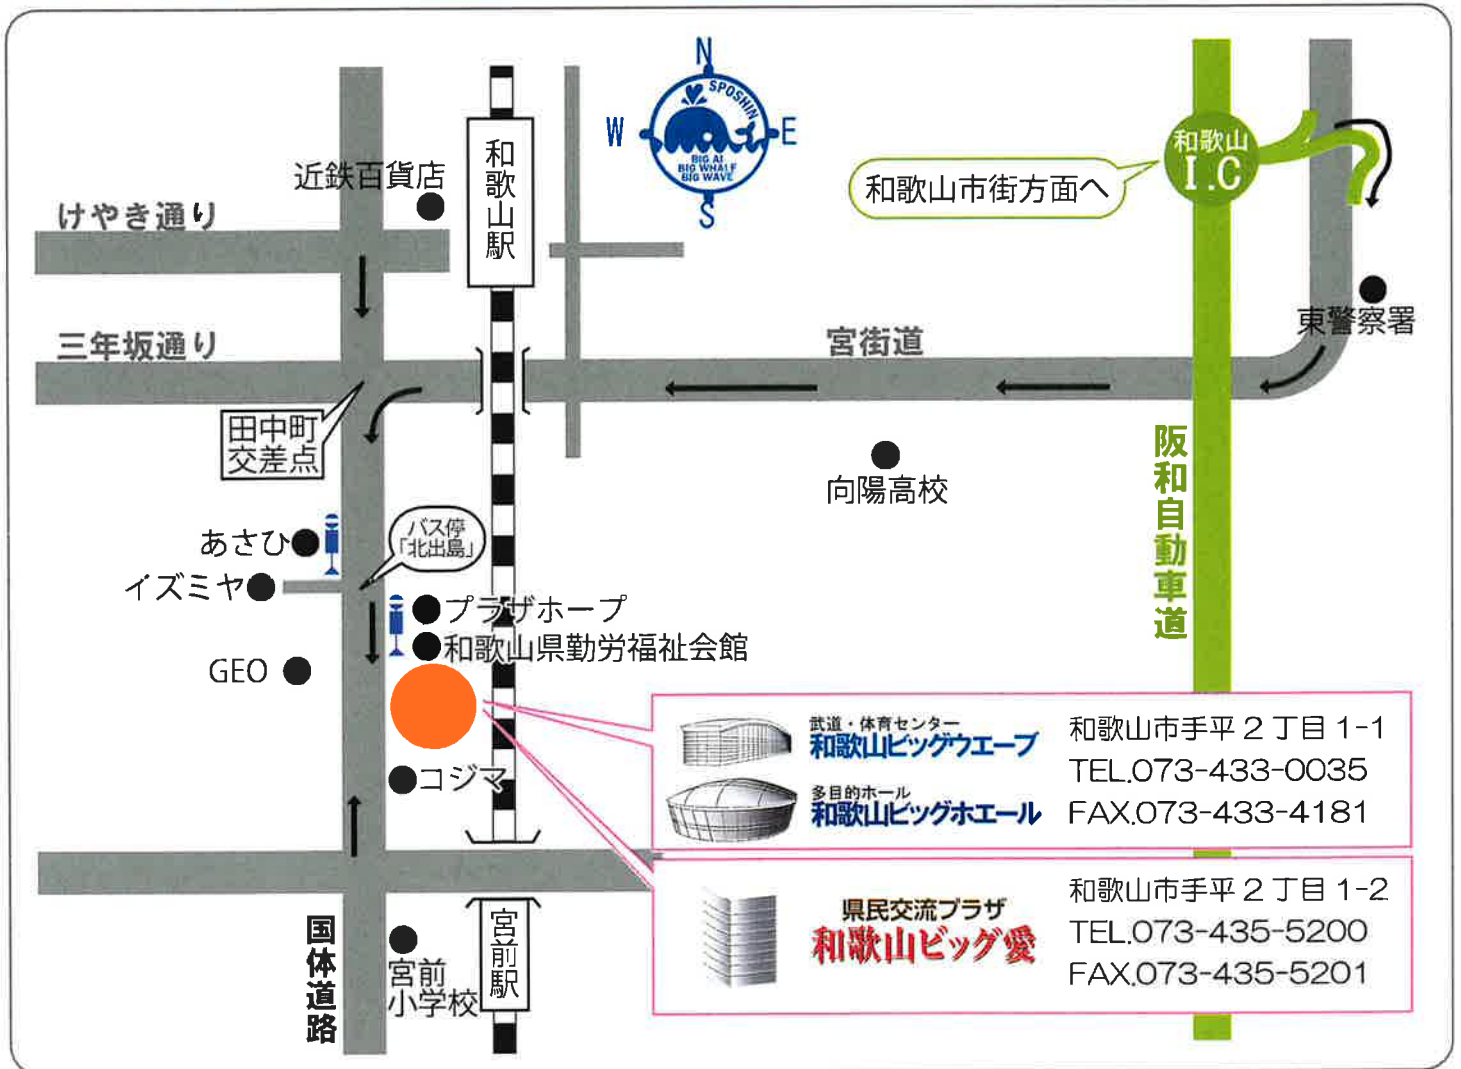 N
W
E
S
SPOSHIN
BIG AI
BIG WHALE
BIG WAVE
近鉄百貨店
けやき通り
和歌山駅
和歌山
I.C
和歌山市街方面へ
東警察署
三年坂通り
宮街道
田中町
交差点
向陽高校
阪和自動車道
あさひ
バス停
「北出島」
イズミヤ
プラザホープ
和歌山県勤労福祉会館
GEO
コジマ
武道・体育センター
和歌山ビッグウエーブ
多目的ホール
和歌山ビッグホエール
和歌山市手平2丁目1-1
TEL.073-433-0035
FAX.073-433-4181
県民交流プラザ
和歌山ビッグ愛
和歌山市手平2丁目1-2
TEL.073-435-5200
FAX.073-435-5201
国体道路
宮前
小学校
宮前駅